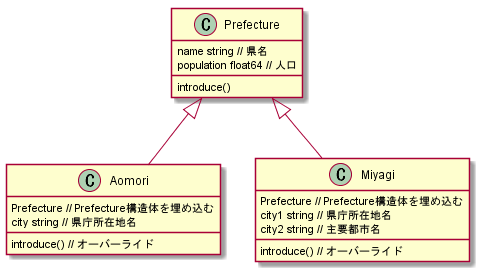 C Prefecture
name string // 県名
population float64 // 人口
introduce()
C Aomori
Prefecture // Prefecture構造体を埋め込む
city string // 県庁所在地名
introduce() // オーバーライド
C Miyagi
Prefecture // Prefecture構造体を埋め込む
city1 string // 県庁所在地名
city2 string // 主要都市名
introduce() // オーバーライド